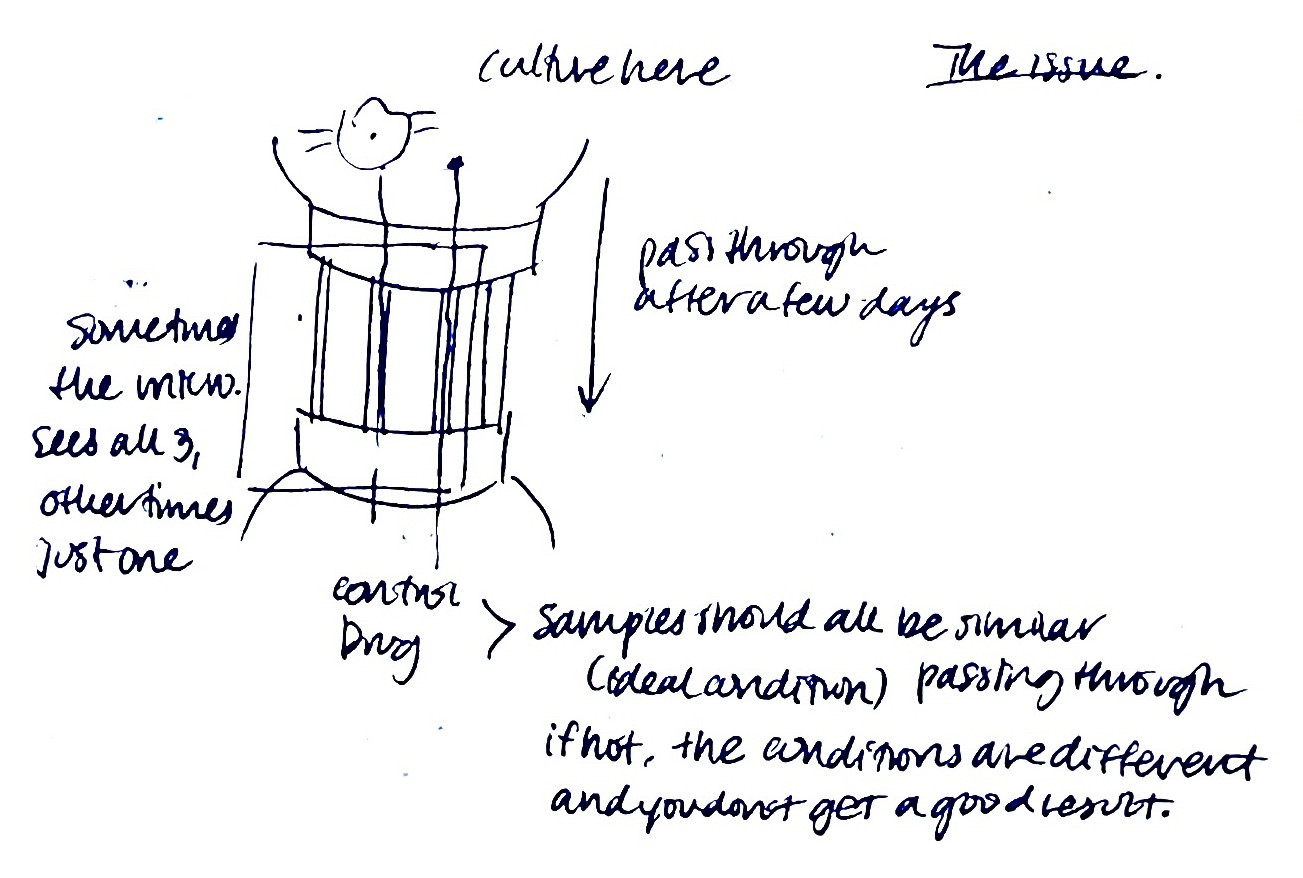 culture here
The issue.
pass through
after a few days
Sometimes
the micro.
sees all 3,
other times
just one
control
Drug
> samples should all be similar
(ideal condition) passing through
if not, the conditions are different
and you donot get a good result.